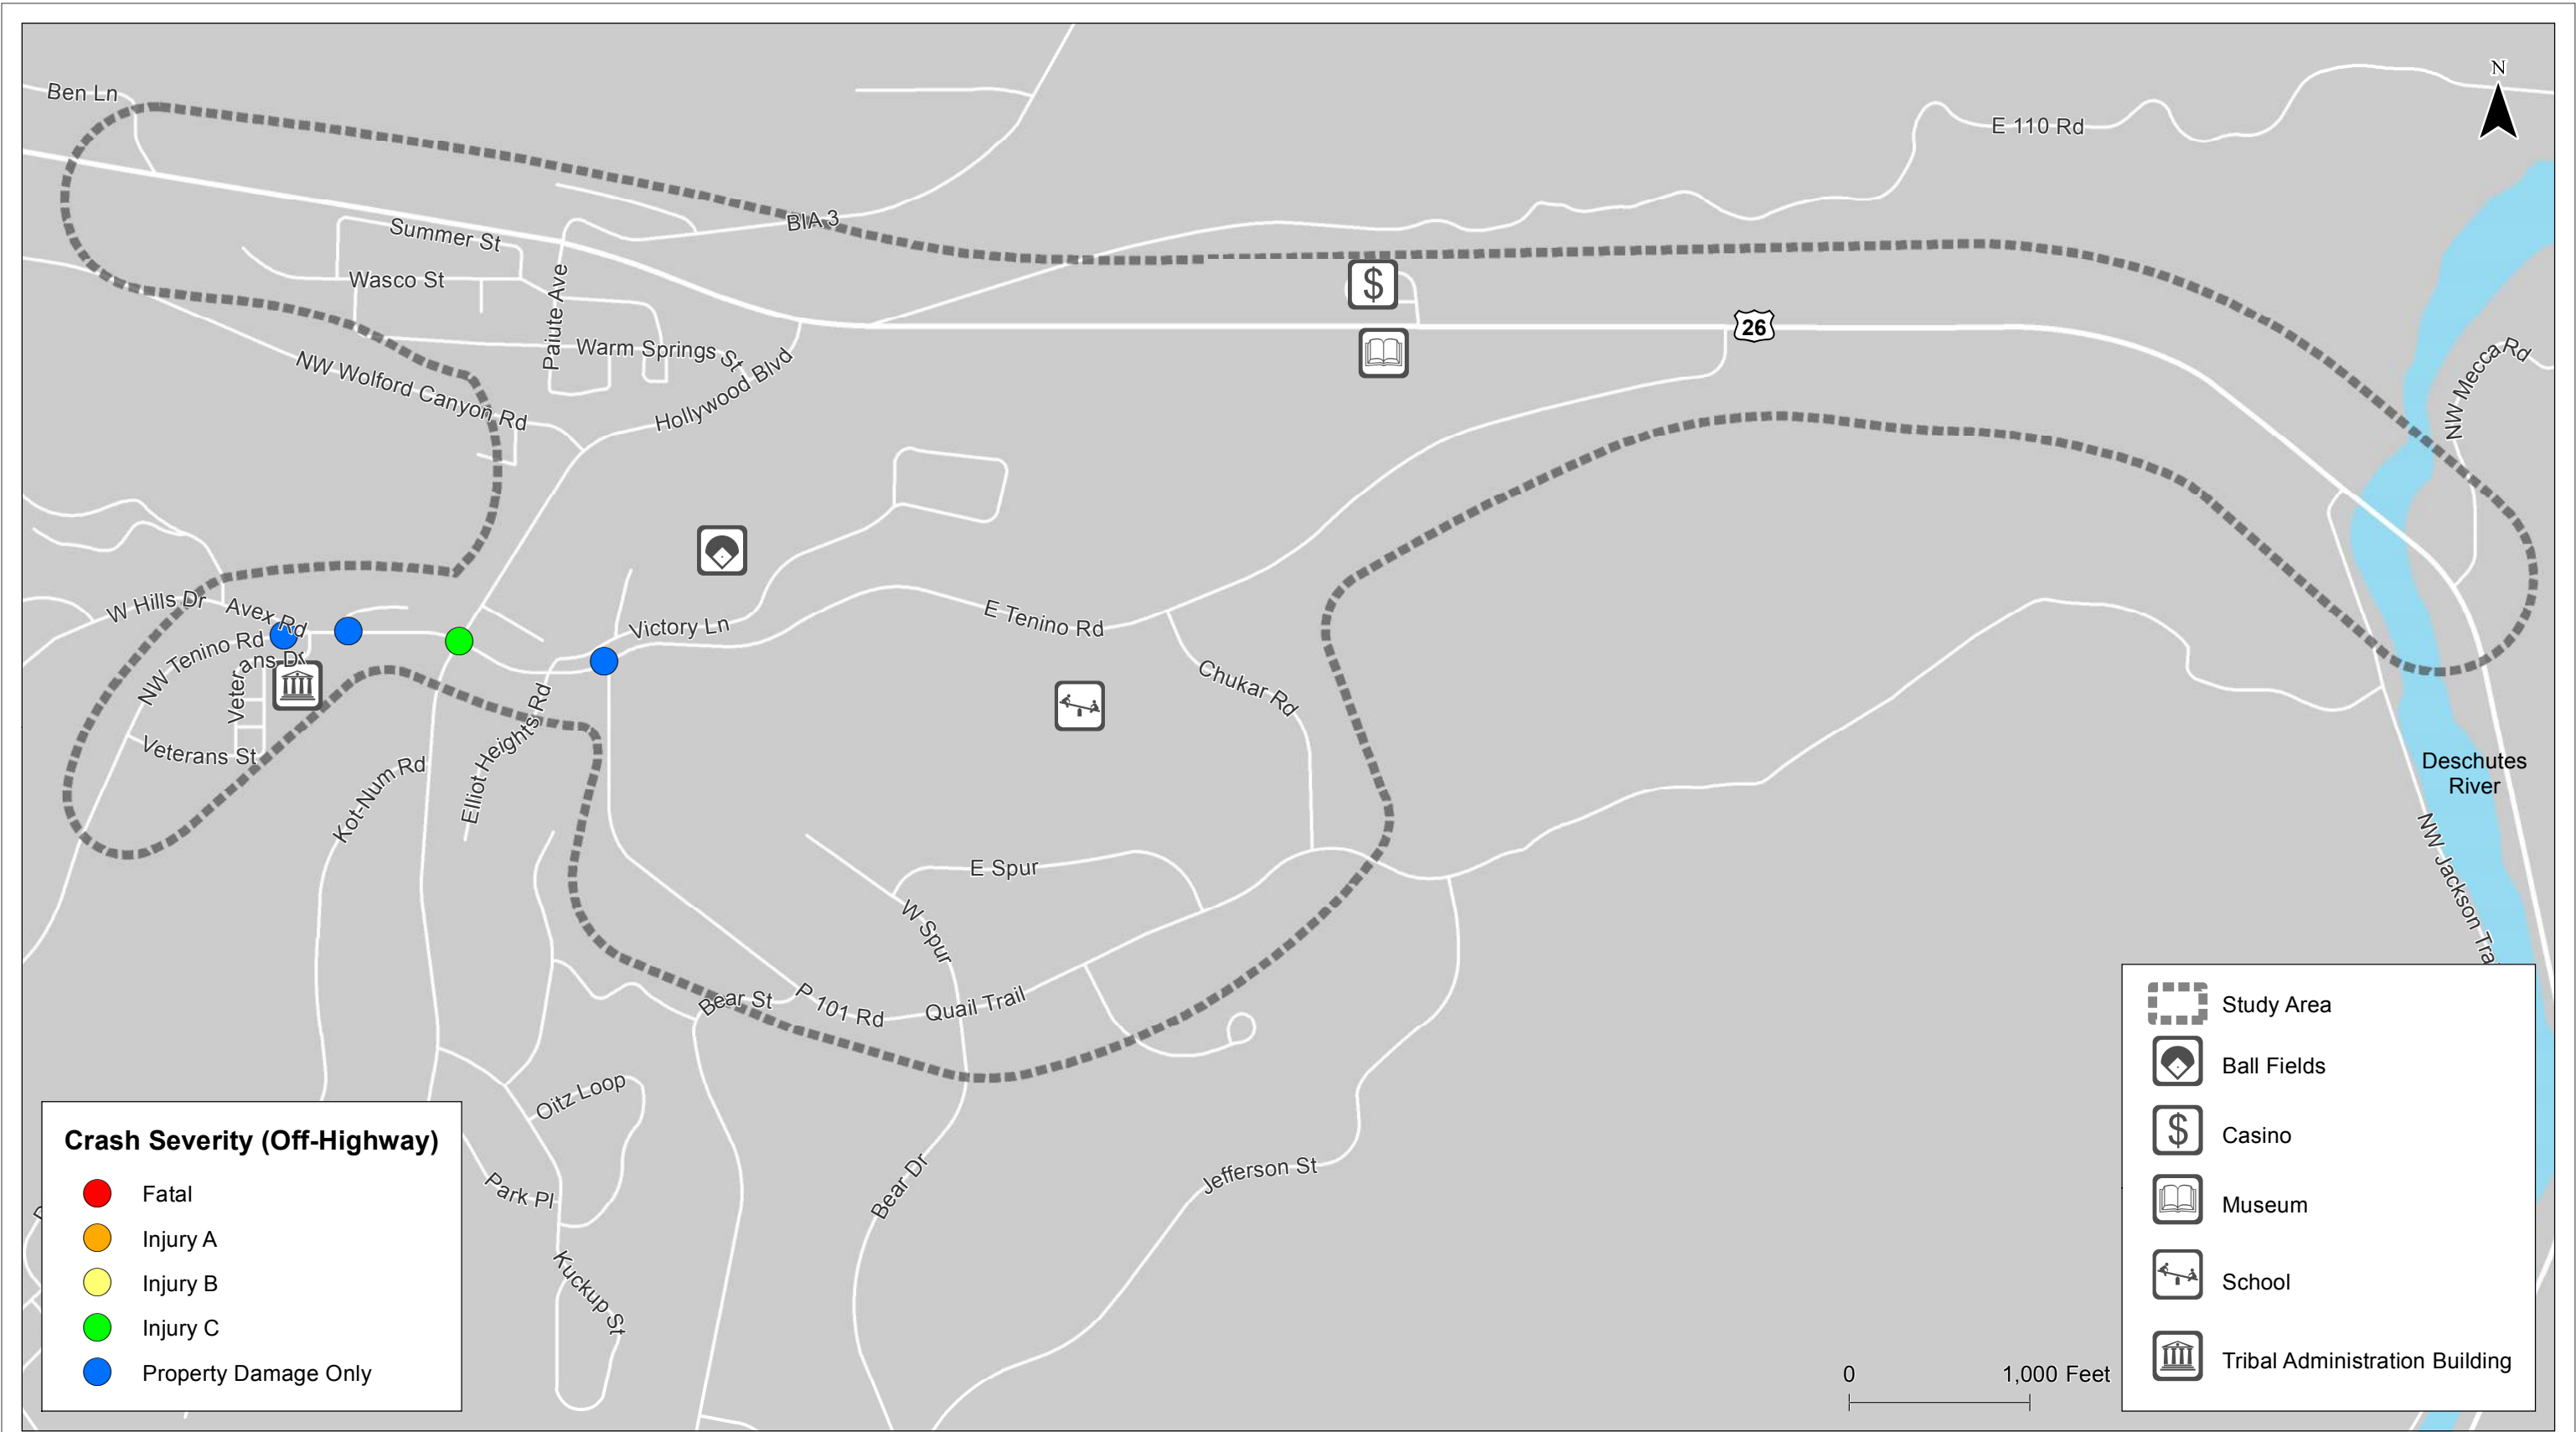 Ben Ln
N
E 110 Rd
BIA 3
Summer St
Wasco St
Paiute Ave
$
26
Warm Springs St
Hollywood Blvd
NW Wolford Canyon Rd
NW Mecca Rd
W Hills Dr
Avex Rd
NW Tenino Rd
Veterans Dr
Victory Ln
E Tenino Rd
Chukar Rd
Veterans St
Kot-Num Rd
Elliot Heights Rd
Deschutes
River
E Spur
W Spur
NW Jackson Tra
Bear St
P 101 Rd
Quail Trail
Oitz Loop
Park Pl
Bear Dr
Jefferson St
Kuckup St
Crash Severity (Off-Highway)
Fatal
Injury A
Injury B
Injury C
Property Damage Only
0
1,000 Feet
Study Area
Ball Fields
$
Casino
Museum
School
Tribal Administration Building